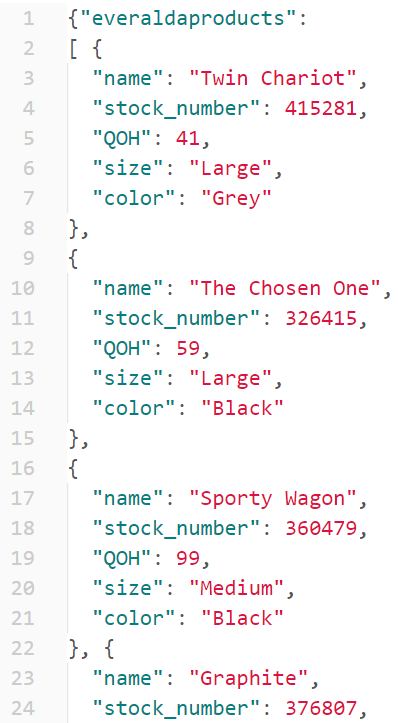 1 {"everaldaproducts":
2 [ {
3 "name": "Twin Chariot",
4 "stock_number": 415281,
5 "QOH": 41,
6 "size": "Large",
7 "color": "Grey"
8 },
9 {
10 "name": "The Chosen One",
11 "stock_number": 326415,
12 "QOH": 59,
13 "size": "Large",
14 "color": "Black"
15 },
16 {
17 "name": "Sporty Wagon",
18 "stock_number": 360479,
19 "QOH": 99,
20 "size": "Medium",
21 "color": "Black"
22 }, {
23 "name": "Graphite",
24 "stock_number": 376807,